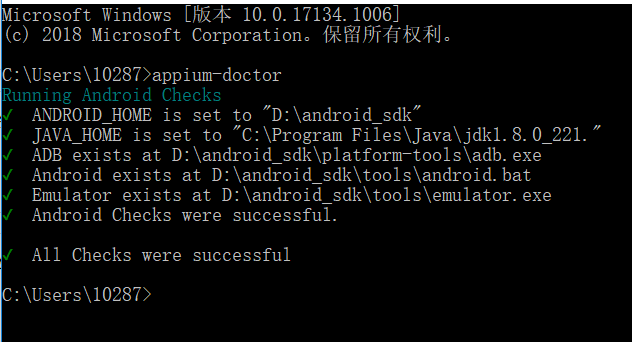 Microsoft Windows [版本 10.0.17134.1006]
(c) 2018 Microsoft Corporation。保留所有权利。
C:\Users\10287>appium-doctor
Running Android Checks
✓ ANDROID_HOME is set to "D:\android_sdk"
✓ JAVA_HOME is set to "C:\Program Files\Java\jdk1.8.0_221."
✓ ADB exists at D:\android_sdk\platform-tools\adb.exe
✓ Android exists at D:\android_sdk\tools\android.bat
✓ Emulator exists at D:\android_sdk\tools\emulator.exe
✓ Android Checks were successful.
✓ All Checks were successful
C:\Users\10287>